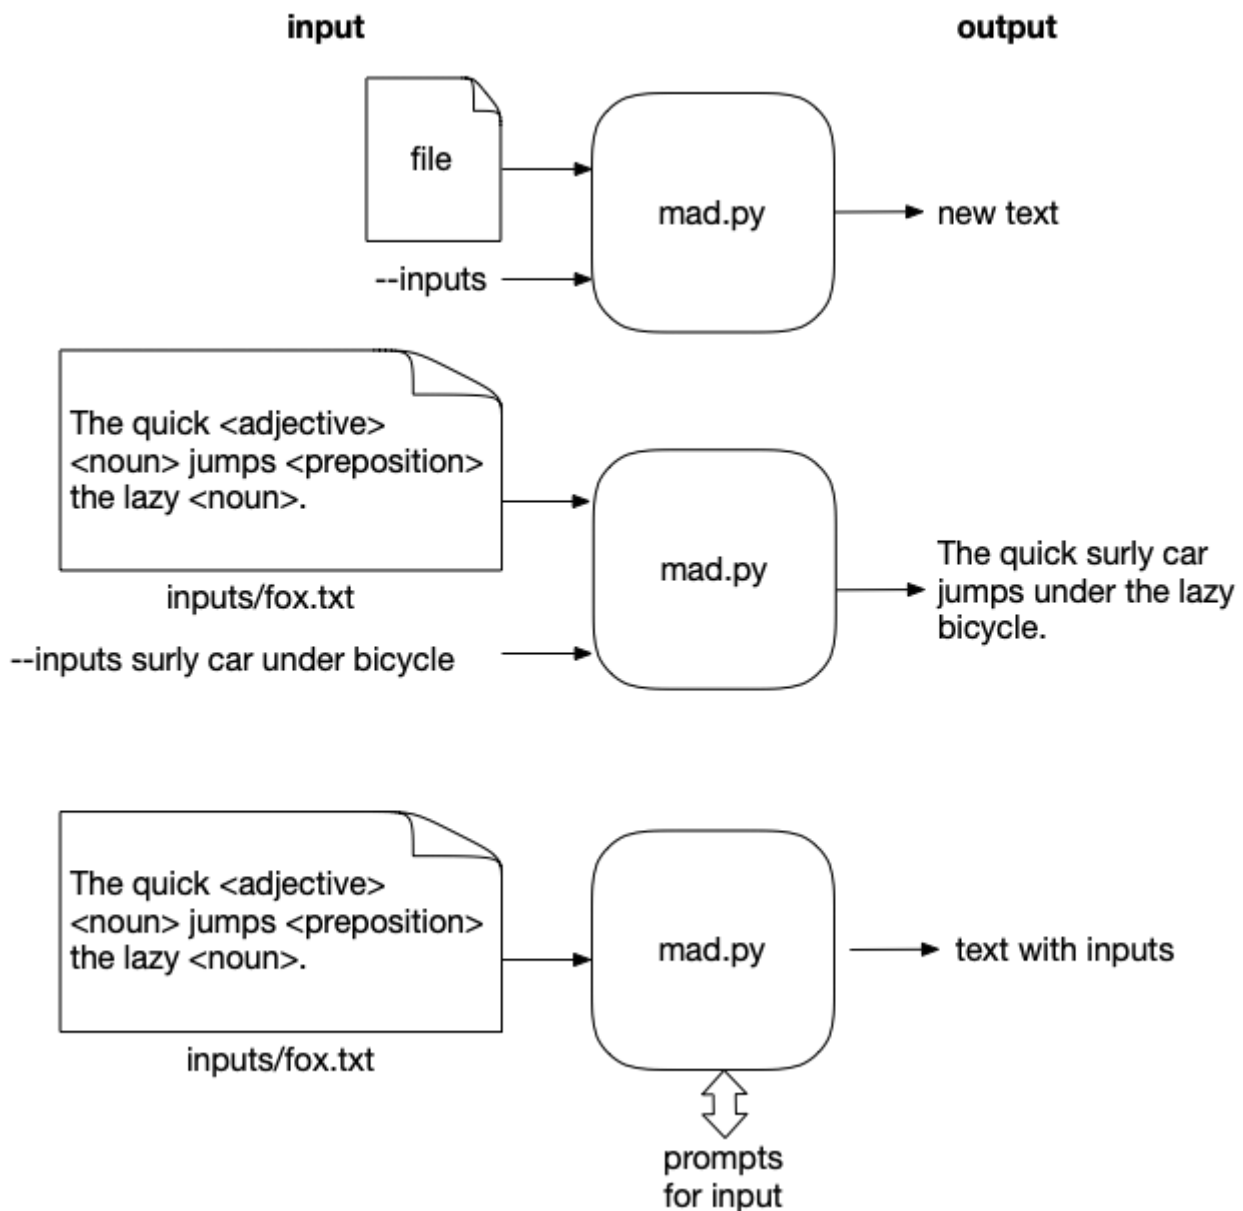 input
output
file
mad.py
new text
--inputs
The quick <adjective>
<noun> jumps <preposition>
the lazy <noun>.
inputs/fox.txt
--inputs surly car under bicycle
mad.py
The quick surly car
jumps under the lazy
bicycle.
The quick <adjective>
<noun> jumps <preposition>
the lazy <noun>.
inputs/fox.txt
mad.py
text with inputs
prompts
for input